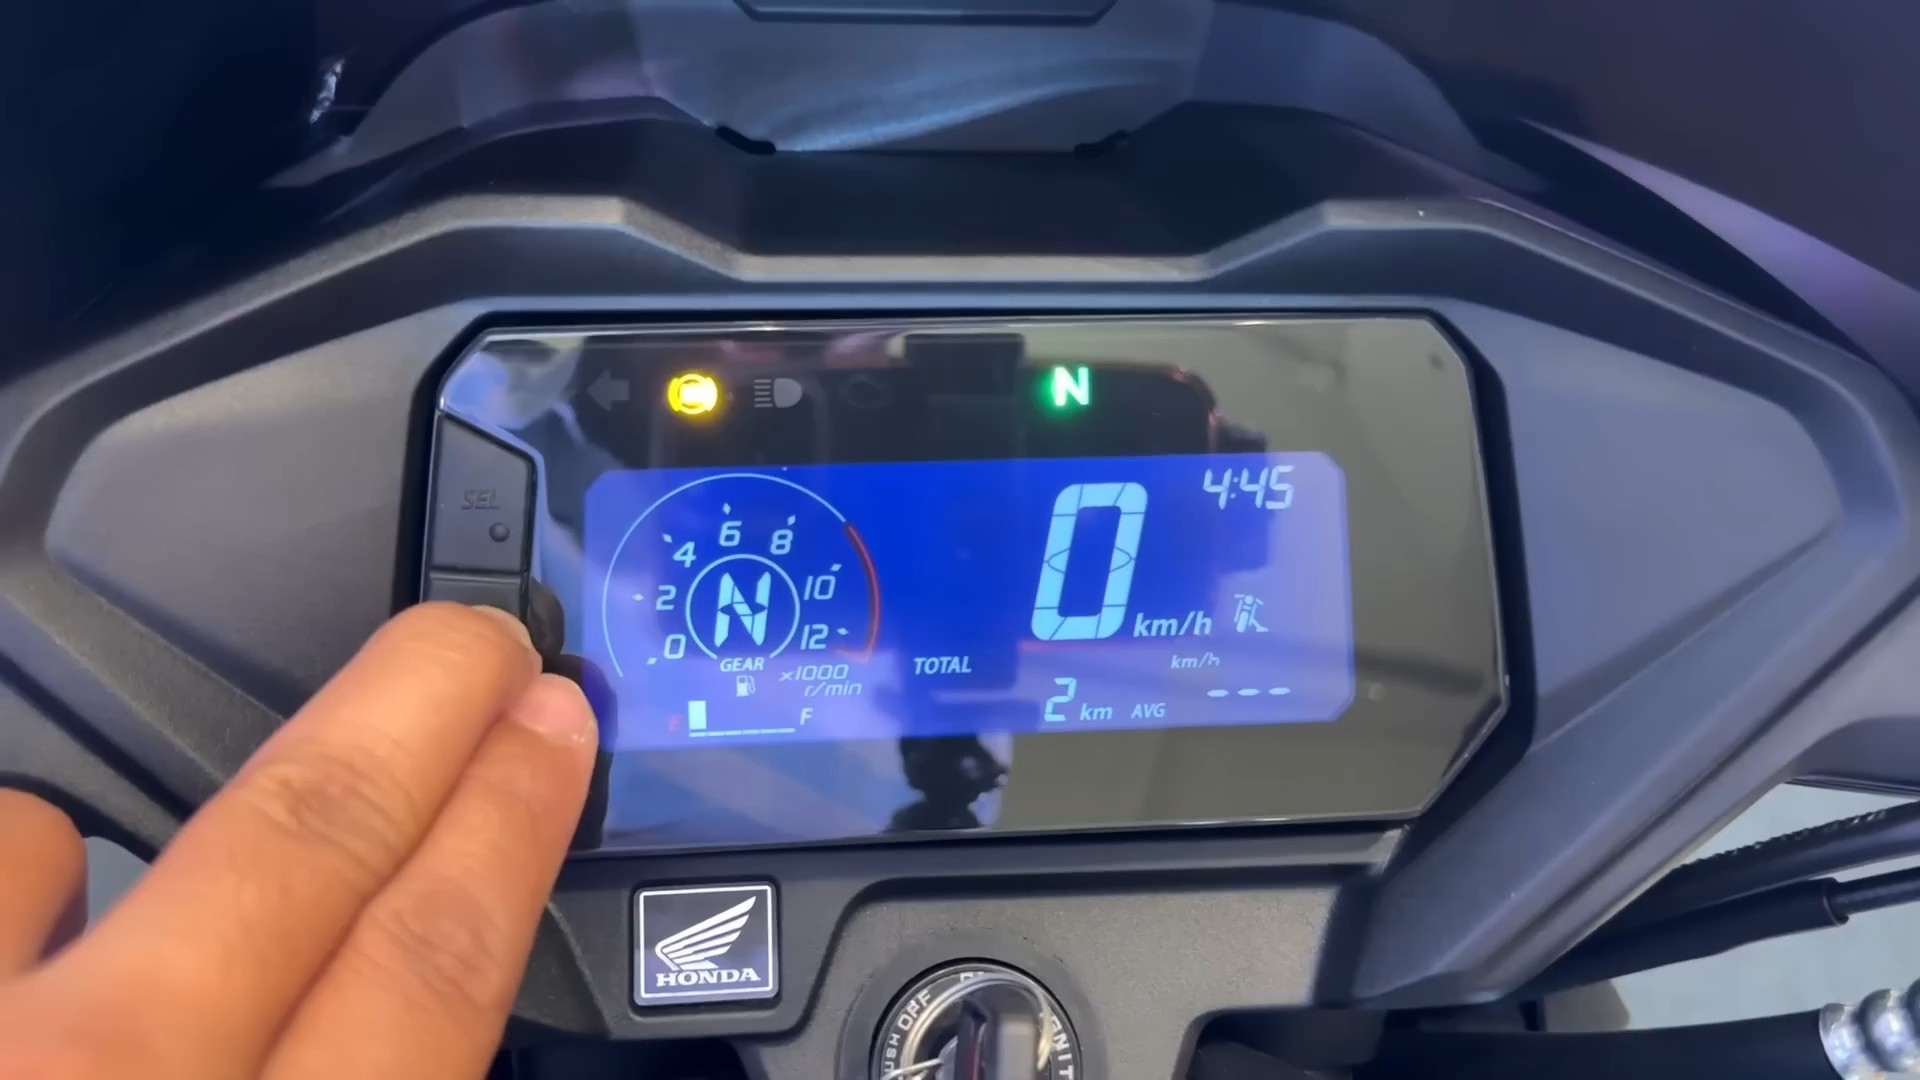 N
SEL
4:45
6
8
4
2
10
0
12
N
GEAR
x1000
r/min
E
F
0
km/h
TOTAL
2 km
AVG
km/h
---
HONDA
OFF